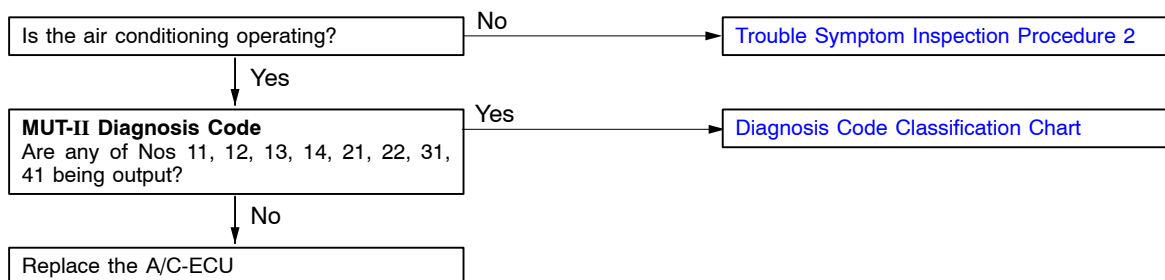 Is the air conditioning operating?
No
Trouble Symptom Inspection Procedure 2
Yes
MUT-II Diagnosis Code
Are any of Nos 11, 12, 13, 14, 21, 22, 31,
41 being output?
Yes
Diagnosis Code Classification Chart
No
Replace the A/C-ECU